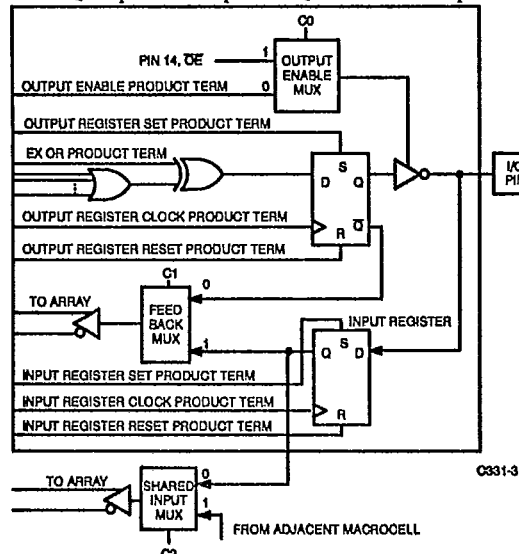 C0
PIN 14, OE
1
OUTPUT ENABLE MUX
OUTPUT ENABLE PRODUCT TERM
0
OUTPUT REGISTER SET PRODUCT TERM
EX OR PRODUCT TERM
S
D
Q
I/O PIN
OUTPUT REGISTER CLOCK PRODUCT TERM
Q
R
OUTPUT REGISTER RESET PRODUCT TERM
C1
0
TO ARRAY
FEED BACK MUX
INPUT REGISTER
1
Q
S
D
INPUT REGISTER SET PRODUCT TERM
INPUT REGISTER CLOCK PRODUCT TERM
R
INPUT REGISTER RESET PRODUCT TERM
C331-3
TO ARRAY
SHARED INPUT MUX
0
1
FROM ADJACENT MACROCELL